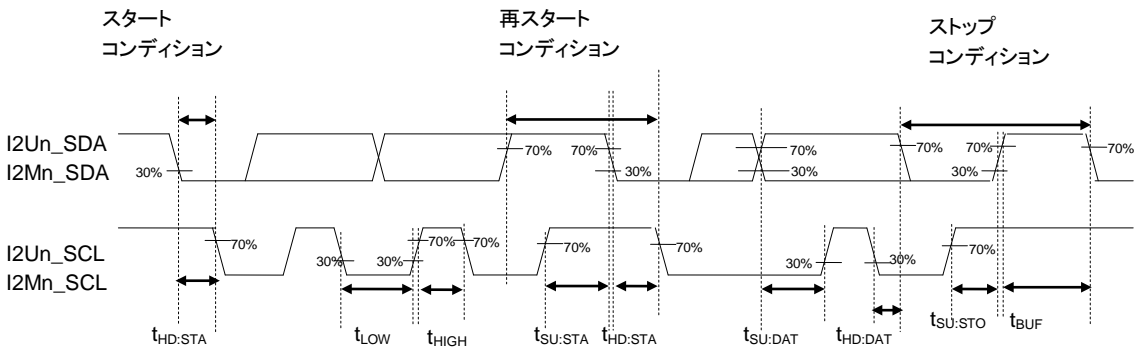 スタート
コンディション
再スタート
コンディション
ストップ
コンディション
I2Un_SDA
I2Mn_SDA
30%
70%
70%
70%
30%
70%
70%
30%
70%
I2Un_SCL
I2Mn_SCL
70%
30%
30%
70%
70%
70%
70%
30%
30%
70%
tHD:STA
tLOW
tHIGH
tSU:STA
tHD:STA
tSU:DAT
tHD:DAT
tSU:STO
tBUF